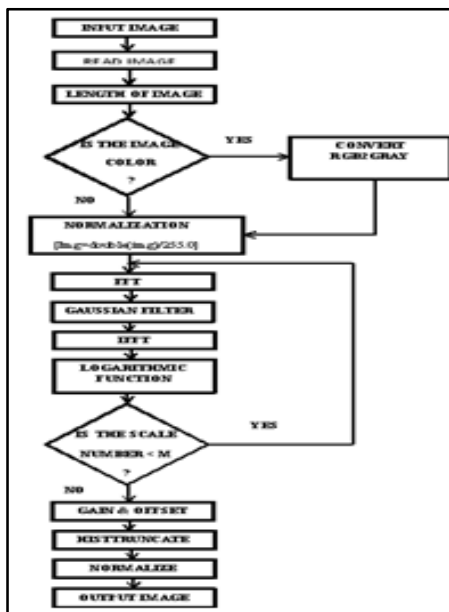 INPUT IMAGE
READ IMAGE
LENGTH OF IMAGE
IS THE IMAGE
COLOR
?
YES
CONVERT
RGB2GRAY
NO
NORMALIZATION
[Img=double(img)/255.0]
FFT
GAUSSIAN FILTER
IFFT
LOGARITHMIC
FUNCTION
IS THE SCALE
NUMBER < M
?
YES
NO
GAIN & OFFSET
HISTTRUNCATE
NORMALIZE
OUTPUT IMAGE